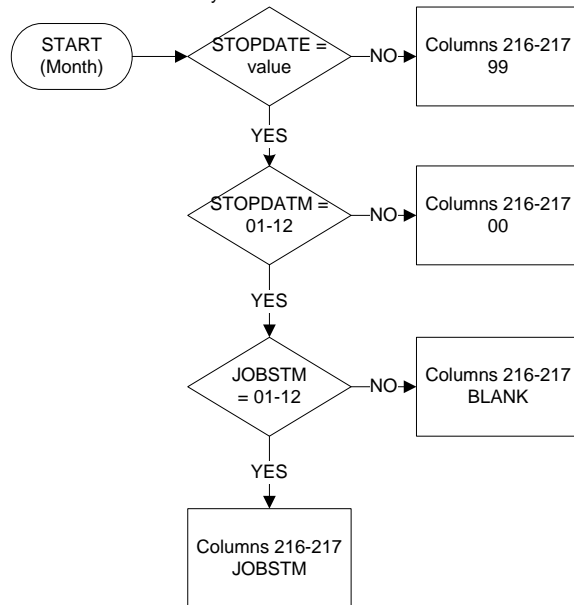 START
(Month)
STOPDATE =
value
NO
Columns 216-217
99
YES
STOPDATM =
01-12
NO
Columns 216-217
00
YES
JOBSTM
= 01-12
NO
Columns 216-217
BLANK
YES
Columns 216-217
JOBSTM